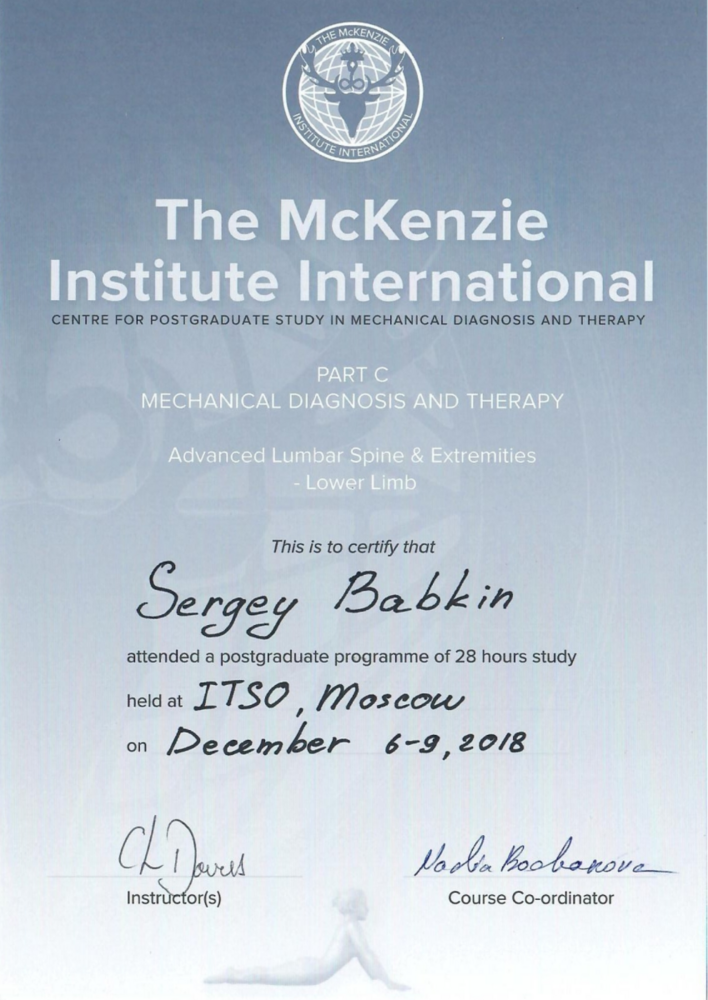 THE McKENZIE
INSTITUTE INTERNATIONAL
The McKenzie
Institute International
CENTRE FOR POSTGRADUATE STUDY IN MECHANICAL DIAGNOSIS AND THERAPY
PART C
MECHANICAL DIAGNOSIS AND THERAPY
Advanced Lumbar Spine & Extremities
- Lower Limb
This is to certify that
Sergey Babkin
attended a postgraduate programme of 28 hours study
held at ITSO, Moscow
on December 6-9, 2018
Instructor(s)
Nadia
Course Co-ordinator